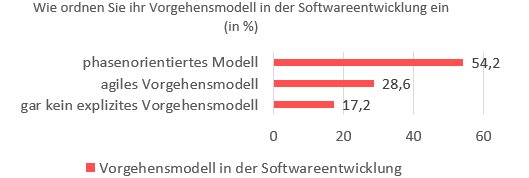 Wie ordnen Sie ihr Vorgehensmodell in der Softwareentwicklung ein
(in %)
phasenorientiertes Modell 54,2
agiles Vorgehensmodell 28,6
gar kein explizites Vorgehensmodell 17,2
0 20 40 60
Vorgehensmodell in der Softwareentwicklung